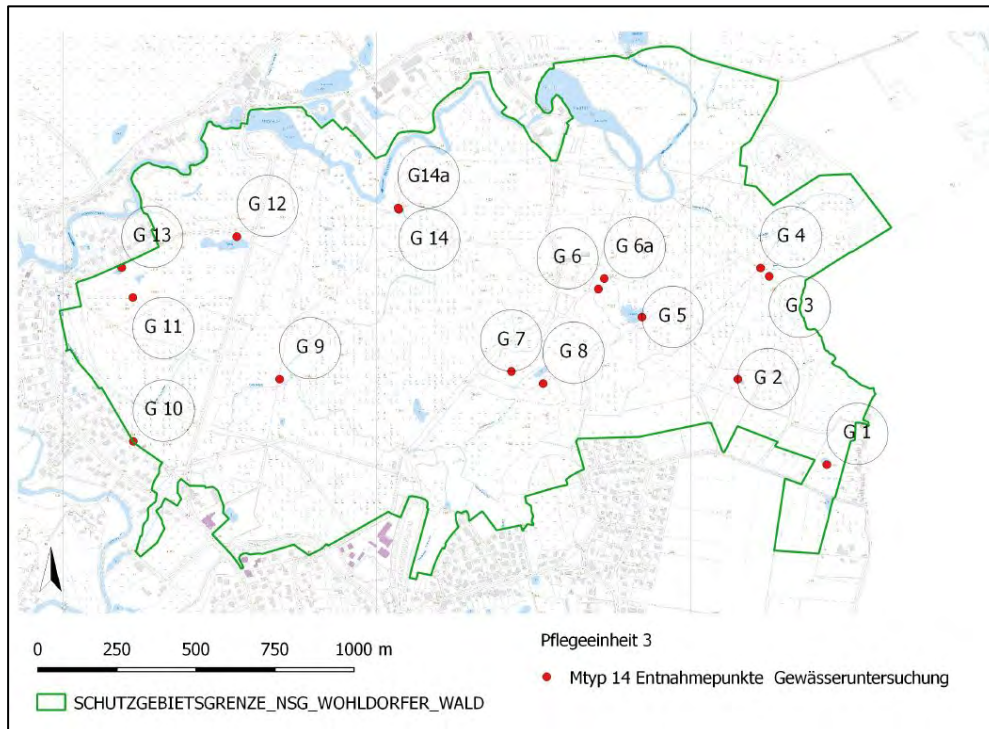 G14a
G 12
G 13
G 14
G 6
G 6a
G 4
G 11
G 5
G 3
G 9
G 7
G 8
G 2
G 10
G 1
0 250 500 750 1000 m
Pflegeeinheit 3
Mtyp 14 Entnahmepunkte Gewässeruntersuchung
SCHUTZGEBIETSGRENZE_NSG_WOHLDORFER_WALD